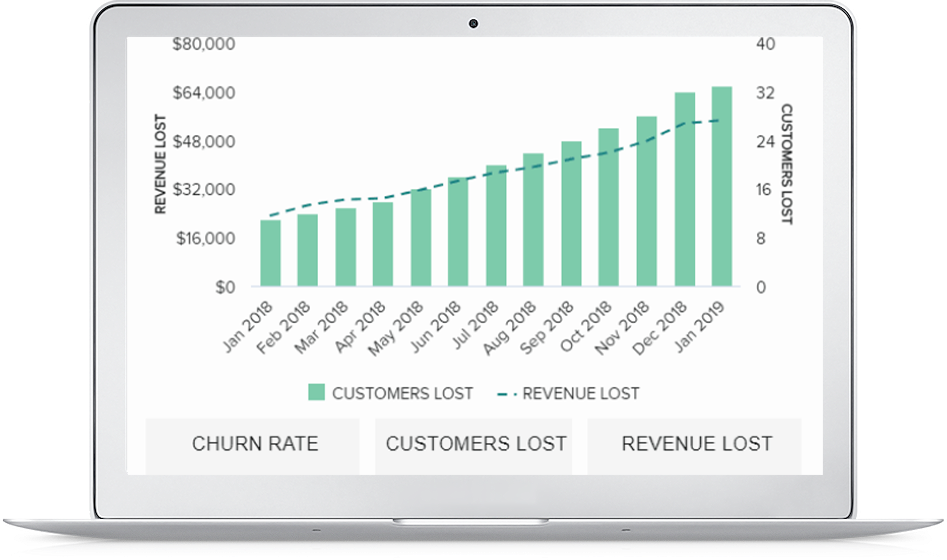 $80,000
$64,000
$48,000
$32,000
$16,000
$0
REVENUE LOST
40
32
24
16
8
0
CUSTOMERS LOST
Jan 2018
Feb 2018
Mar 2018
Apr 2018
May 2018
Jun 2018
Jul 2018
Aug 2018
Sep 2018
Oct 2018
Nov 2018
Dec 2018
Jan 2019
CUSTOMERS LOST
REVENUE LOST
CHURN RATE
CUSTOMERS LOST
REVENUE LOST